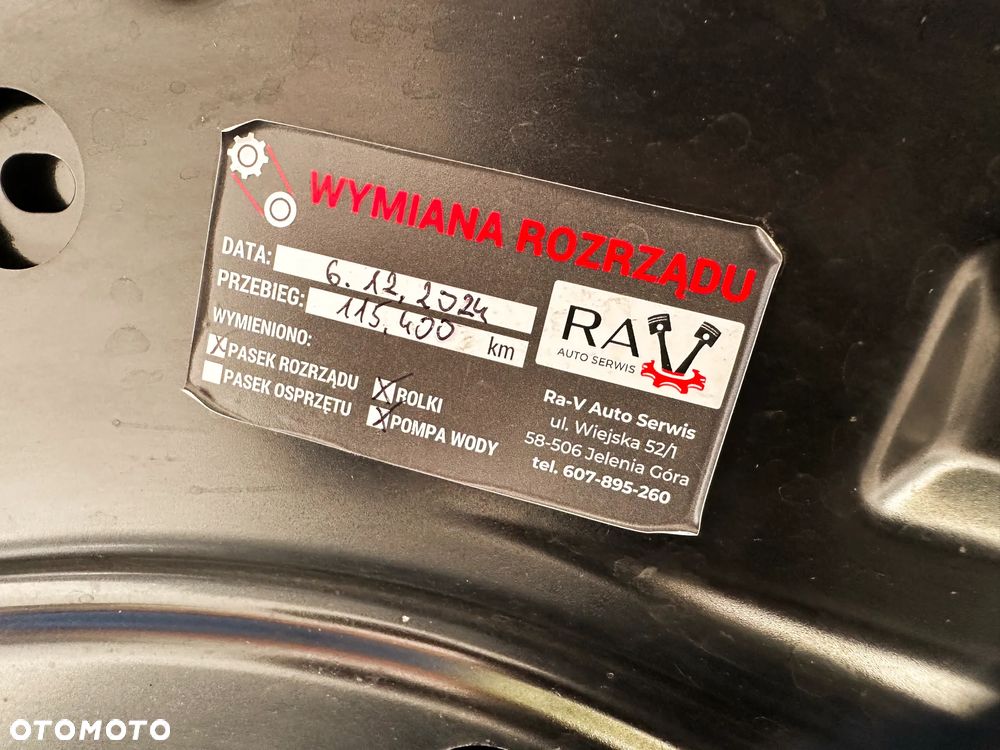 WYMIANA ROZRZĄDU
DATA: 6.12.2024
PRZEBIEG: 115.400 km
WYMIENIONO:
PASEK ROZRZĄDU
ROLKI
PASEK OSPRZĘTU
POMPA WODY
RA V
AUTO SERWIS
Ra-V Auto Serwis
ul. Wiejska 52/1
58-506 Jelenia Góra
tel. 607-895-260
OTOMOTO